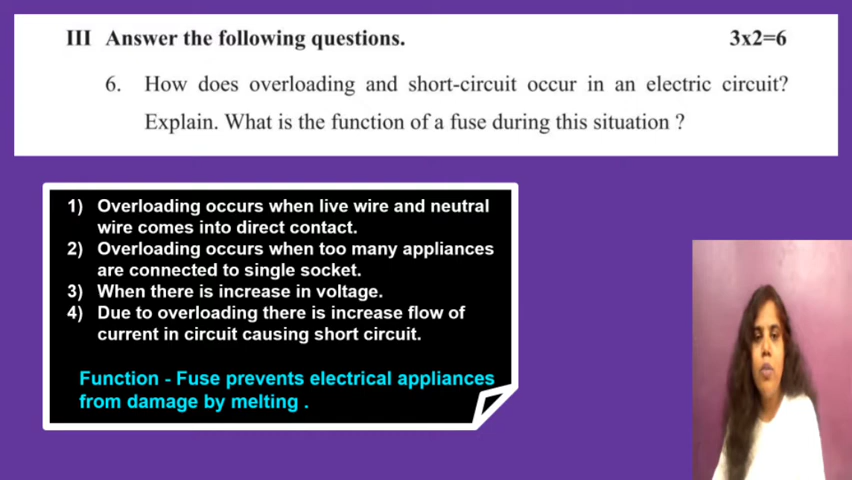 III Answer the following questions. 3x2=6
6. How does overloading and short-circuit occur in an electric circuit?
Explain. What is the function of a fuse during this situation ?
1) Overloading occurs when live wire and neutral
wire comes into direct contact.
2) Overloading occurs when too many appliances
are connected to single socket.
3) When there is increase in voltage.
4) Due to overloading there is increase flow of
current in circuit causing short circuit.
Function - Fuse prevents electrical appliances
from damage by melting .